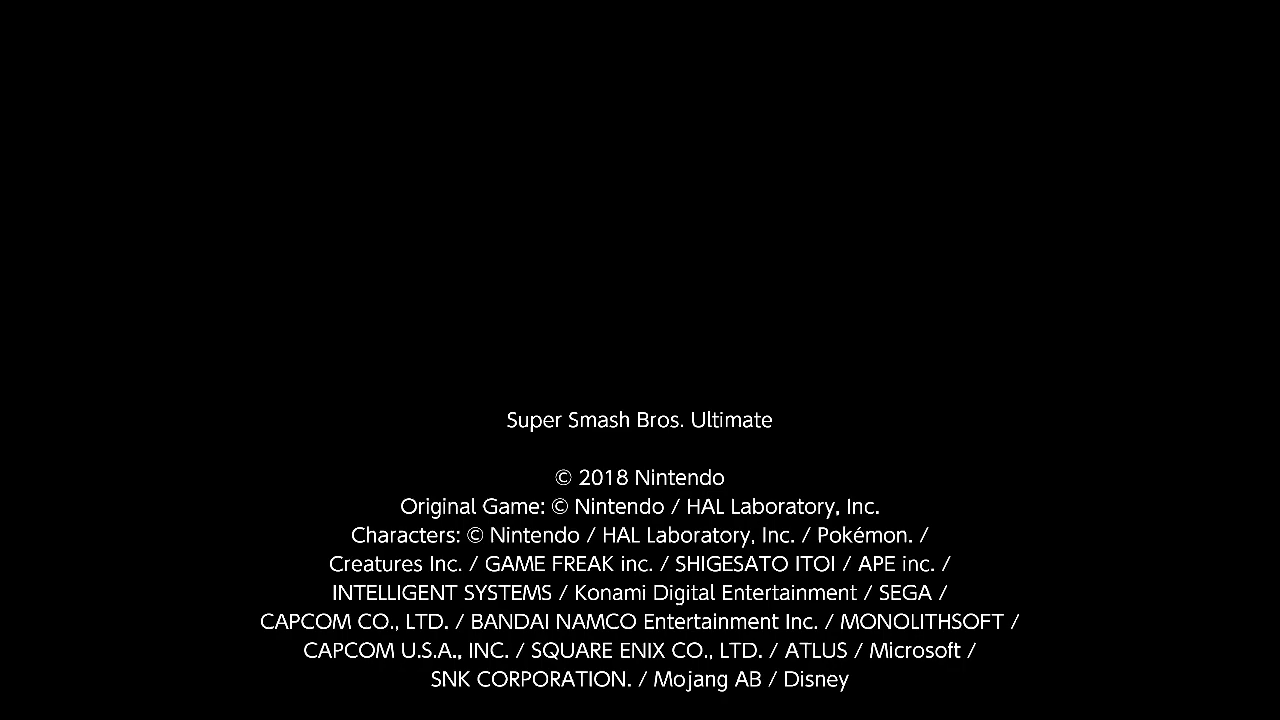 Super Smash Bros. Ultimate
© 2018 Nintendo
Original Game: © Nintendo / HAL Laboratory, Inc.
Characters: © Nintendo / HAL Laboratory, Inc. / Pokémon. /
Creatures Inc. / GAME FREAK inc. / SHIGESATO ITOI / APE inc. /
INTELLIGENT SYSTEMS / Konami Digital Entertainment / SEGA /
CAPCOM CO., LTD. / BANDAI NAMCO Entertainment Inc. / MONOLITHSOFT /
CAPCOM U.S.A., INC. / SQUARE ENIX CO., LTD. / ATLUS / Microsoft /
SNK CORPORATION. / Mojang AB / Disney